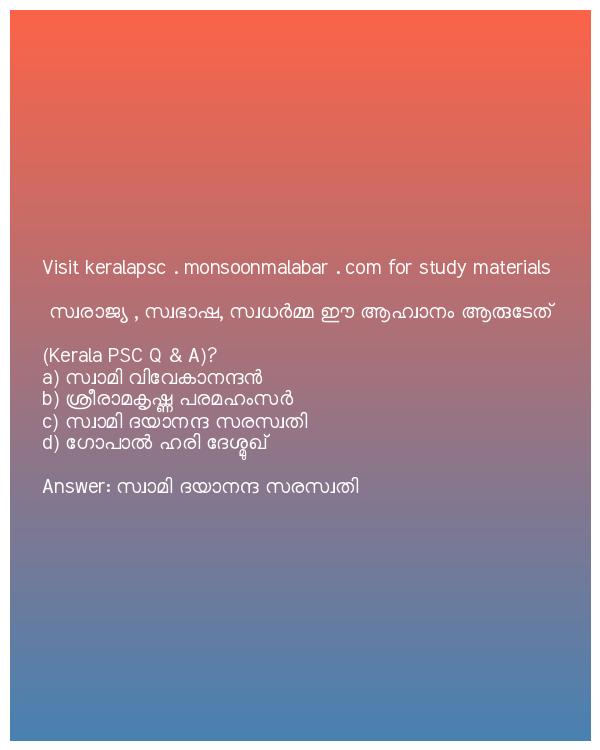 Visit keralapsc . monsoonmalabar . com for study materials
സ്വരാജ്യ , സ്വഭാഷ, സ്വധർമ്മ ഈ ആഹ്വാനം ആരുടേത്
(Kerala PSC Q & A)?
a) സ്വാമി വിവേകാനന്ദൻ
b) ശ്രീരാമകൃഷ്ണ പരമഹംസർ
c) സ്വാമി ദയാനന്ദ സരസ്വതി
d) ഗോപാൽ ഹരി ദേശ്മുഖ്
Answer: സ്വാമി ദയാനന്ദ സരസ്വതി